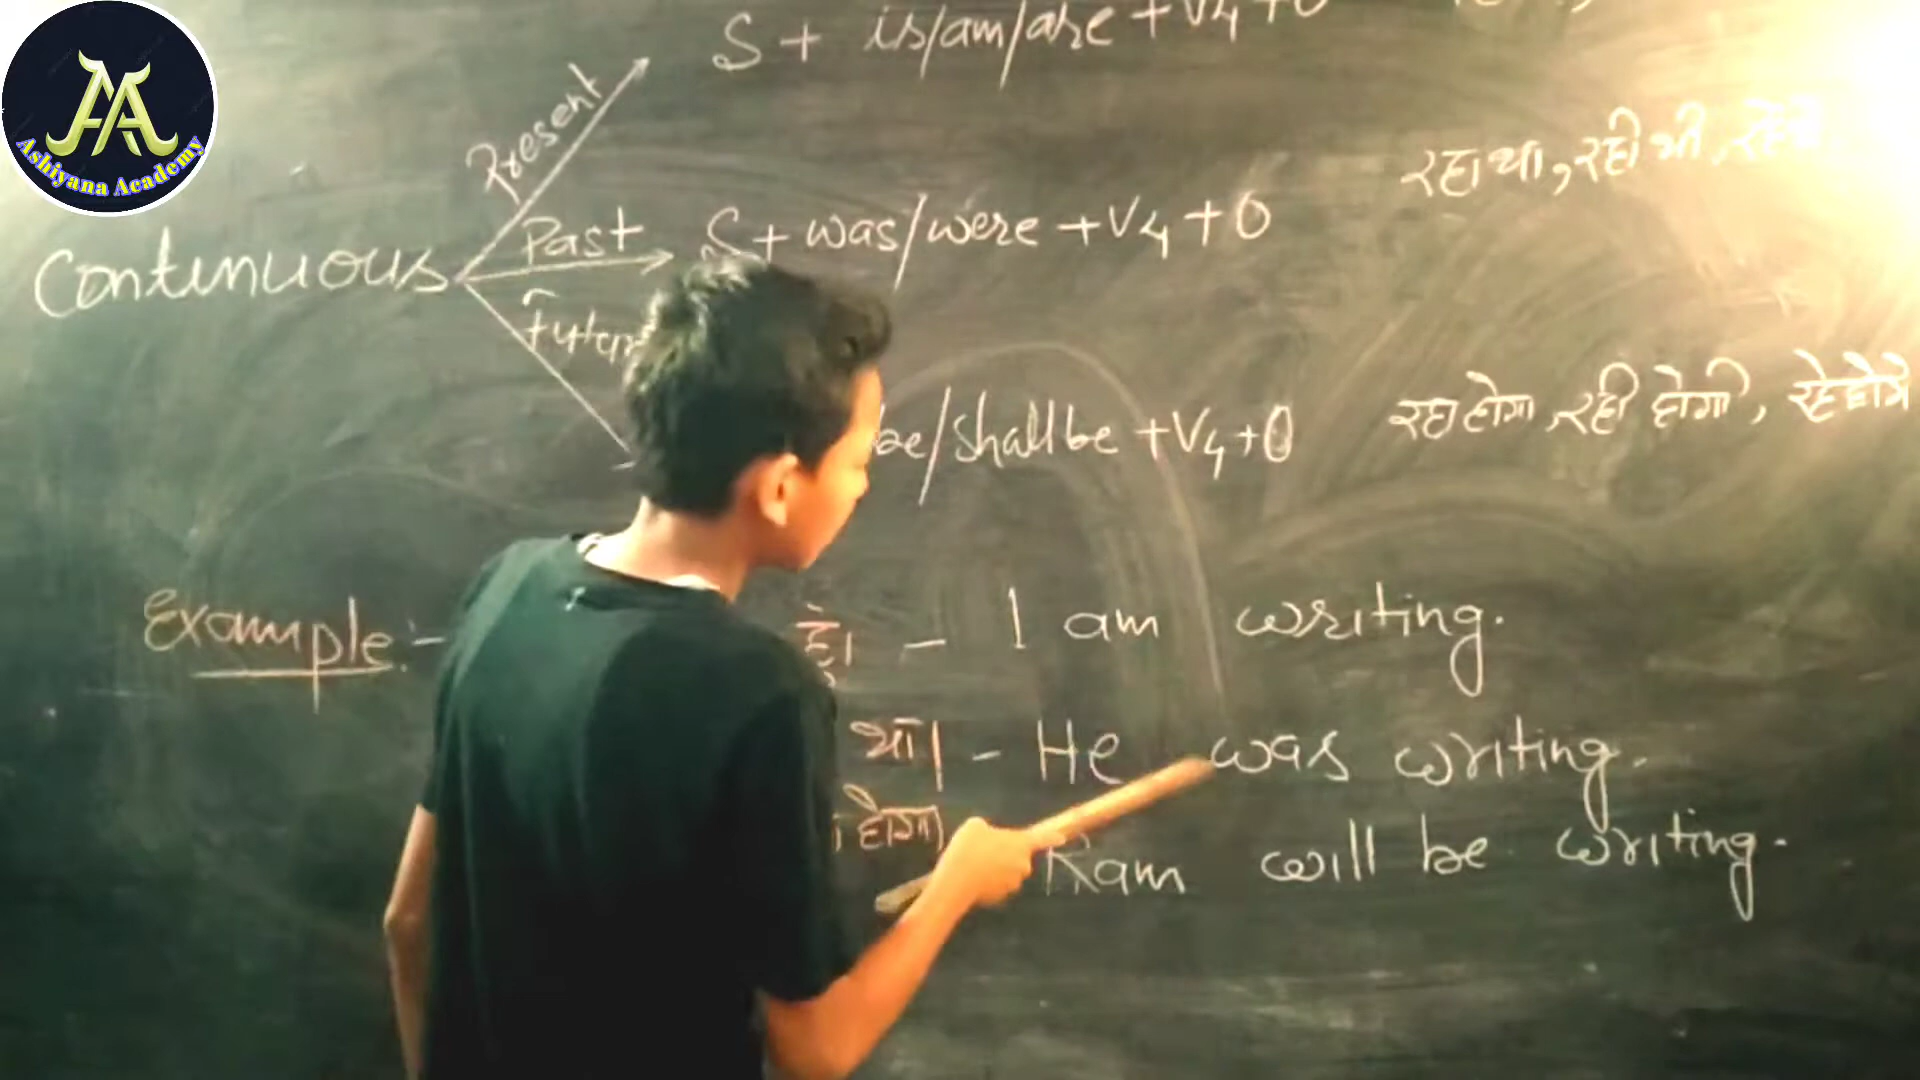 Ashiyana Academy
S + is/am/are + V4 + O
Present
रहा था, रही थी,
Past S + was/were + V4 + O
Continuous
Future
be/shall be + V4 + O रहा होगा, रही होगी, रहे होंगे
Example:- है। - I am writing.
था। - He was writing.
होगा Ram will be writing.